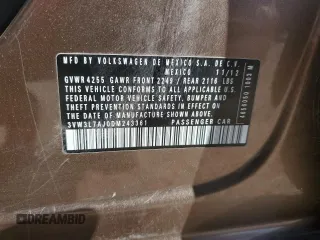 MFD. BY VOLKSWAGEN DE MEXICO S.A. DE C.V.
MEXICO 11/12
GVWR 4255 GAWR FRONT 2249 / REAR 2116 LBS
THIS VEHICLE CONFORMS TO ALL APPLICABLE
FEDERAL MOTOR VEHICLE SAFETY, BUMPER AND
THEFT PREVENTION STANDARDS IN EFFECT ON
THE DATE OF MANUFACTURE SHOWN ABOVE.
3VW3L7AJ0DM243361
PASSENGER CAR
DREAMBID